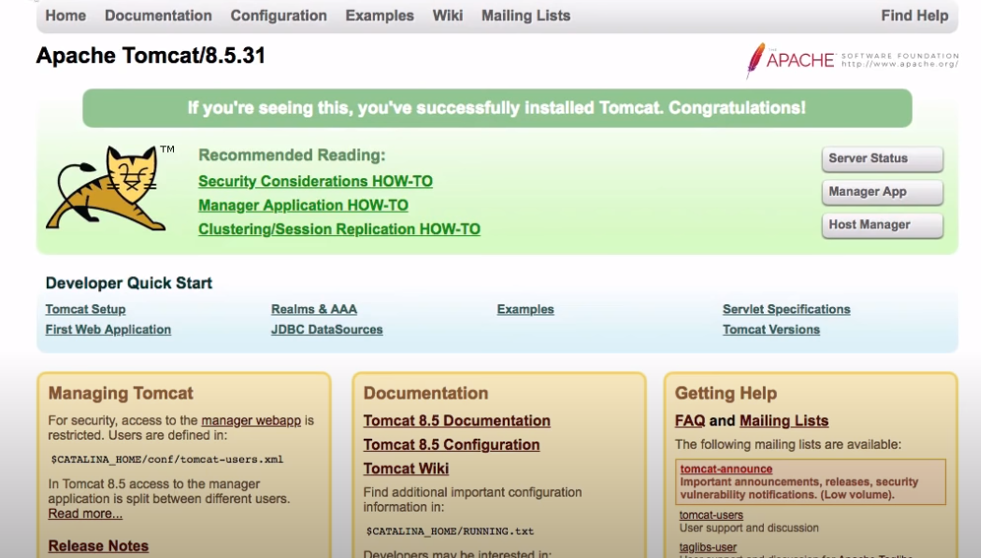 Home Documentation Configuration Examples Wiki Mailing Lists Find Help
Apache Tomcat/8.5.31
THE APACHE SOFTWARE FOUNDATION
http://www.apache.org/
If you're seeing this, you've successfully installed Tomcat. Congratulations!
TM
Recommended Reading:
Security Considerations HOW-TO
Manager Application HOW-TO
Clustering/Session Replication HOW-TO
Server Status
Manager App
Host Manager
Developer Quick Start
Tomcat Setup
First Web Application
Realms & AAA
JDBC DataSources
Examples
Servlet Specifications
Tomcat Versions
Managing Tomcat
For security, access to the manager webapp is
restricted. Users are defined in:
$CATALINA_HOME/conf/tomcat-users.xml
In Tomcat 8.5 access to the manager
application is split between different users.
Read more...
Release Notes
Documentation
Tomcat 8.5 Documentation
Tomcat 8.5 Configuration
Tomcat Wiki
Find additional important configuration
information in:
$CATALINA_HOME/RUNNING.txt
Developers may be interested in:
Getting Help
FAQ and Mailing Lists
The following mailing lists are available:
tomcat-announce
Important announcements, releases, security
vulnerability notifications. (Low volume).
tomcat-users
User support and discussion
taglibs-user
User support and discussion for Apache Taglibs